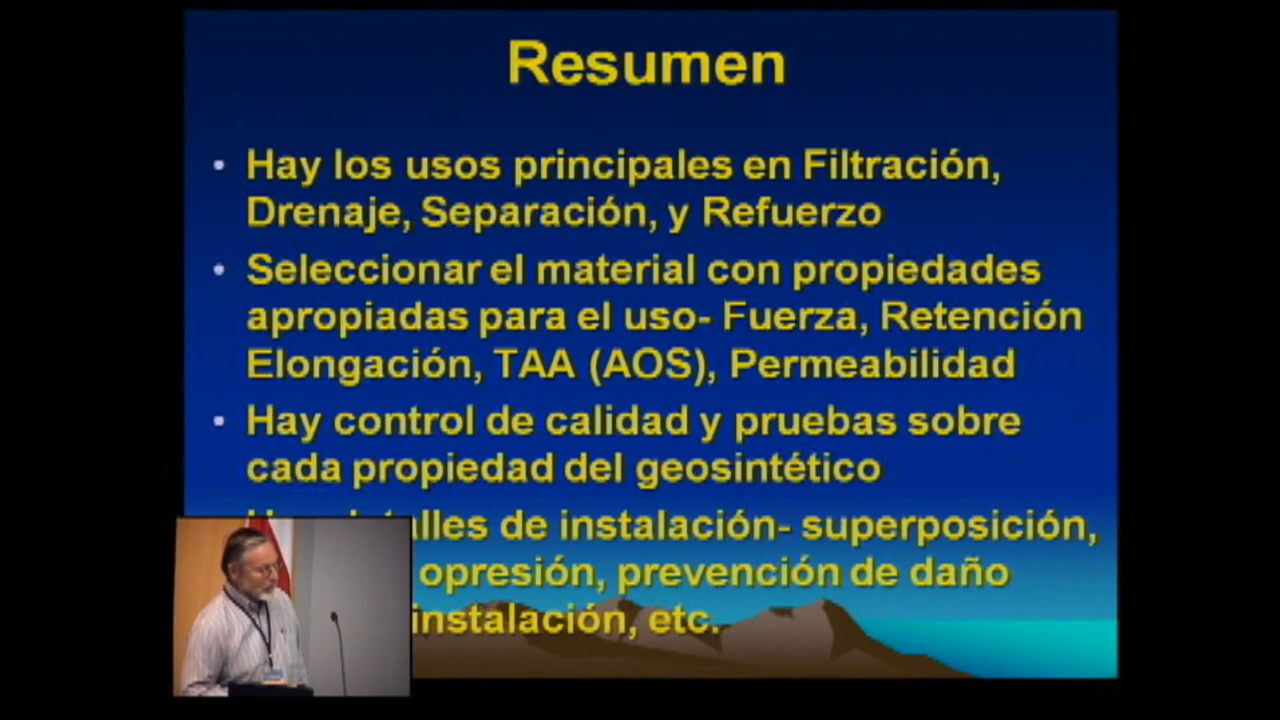 Resumen
• Hay los usos principales en Filtración,
Drenaje, Separación, y Refuerzo
• Seleccionar el material con propiedades
apropiadas para el uso- Fuerza, Retención
Elongación, TAA (AOS), Permeabilidad
• Hay control de calidad y pruebas sobre
cada propiedad del geosintético
de instalación- superposición,
opresión, prevención de daño
instalación, etc.